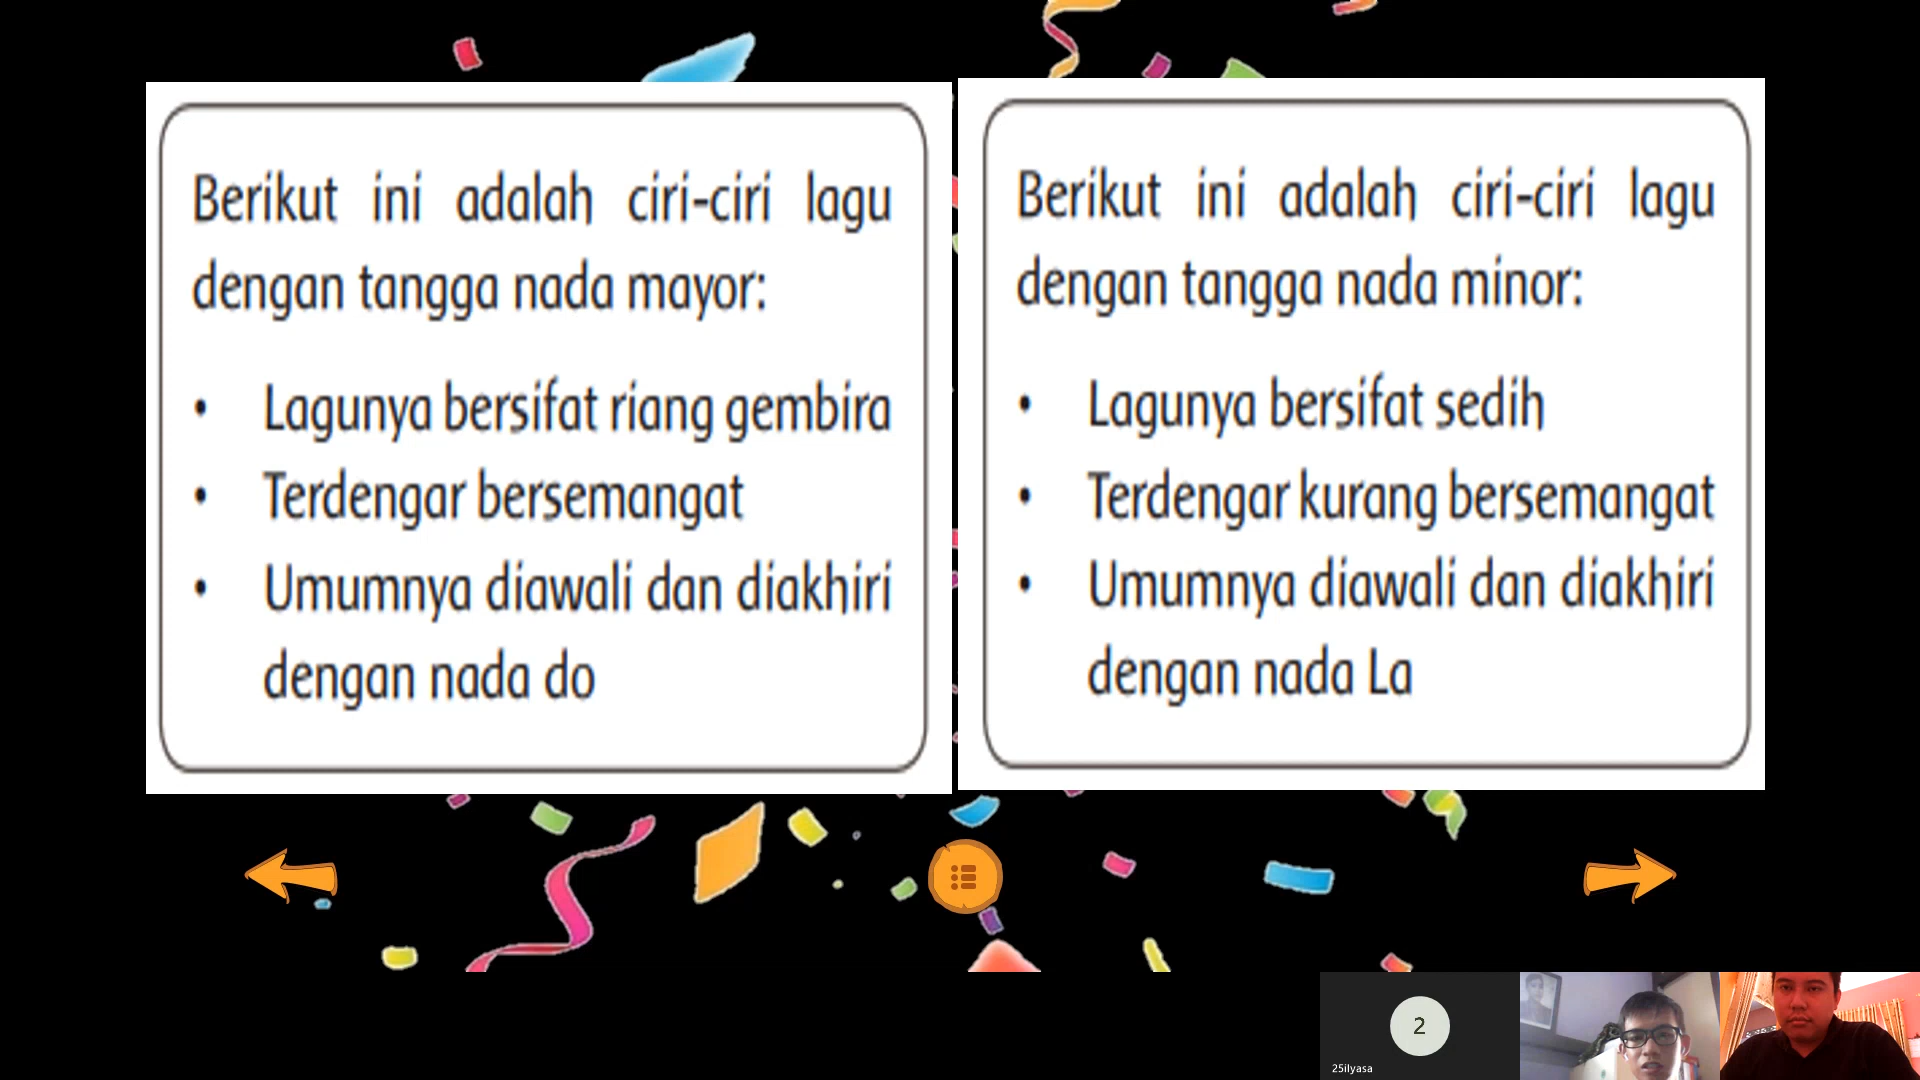 Berikut ini adalah ciri-ciri lagu
dengan tangga nada mayor:
• Lagunya bersifat riang gembira
• Terdengar bersemangat
• Umumnya diawali dan diakhiri
dengan nada do
Berikut ini adalah ciri-ciri lagu
dengan tangga nada minor:
• Lagunya bersifat sedih
• Terdengar kurang bersemangat
• Umumnya diawali dan diakhiri
dengan nada La
2
25ilyasa